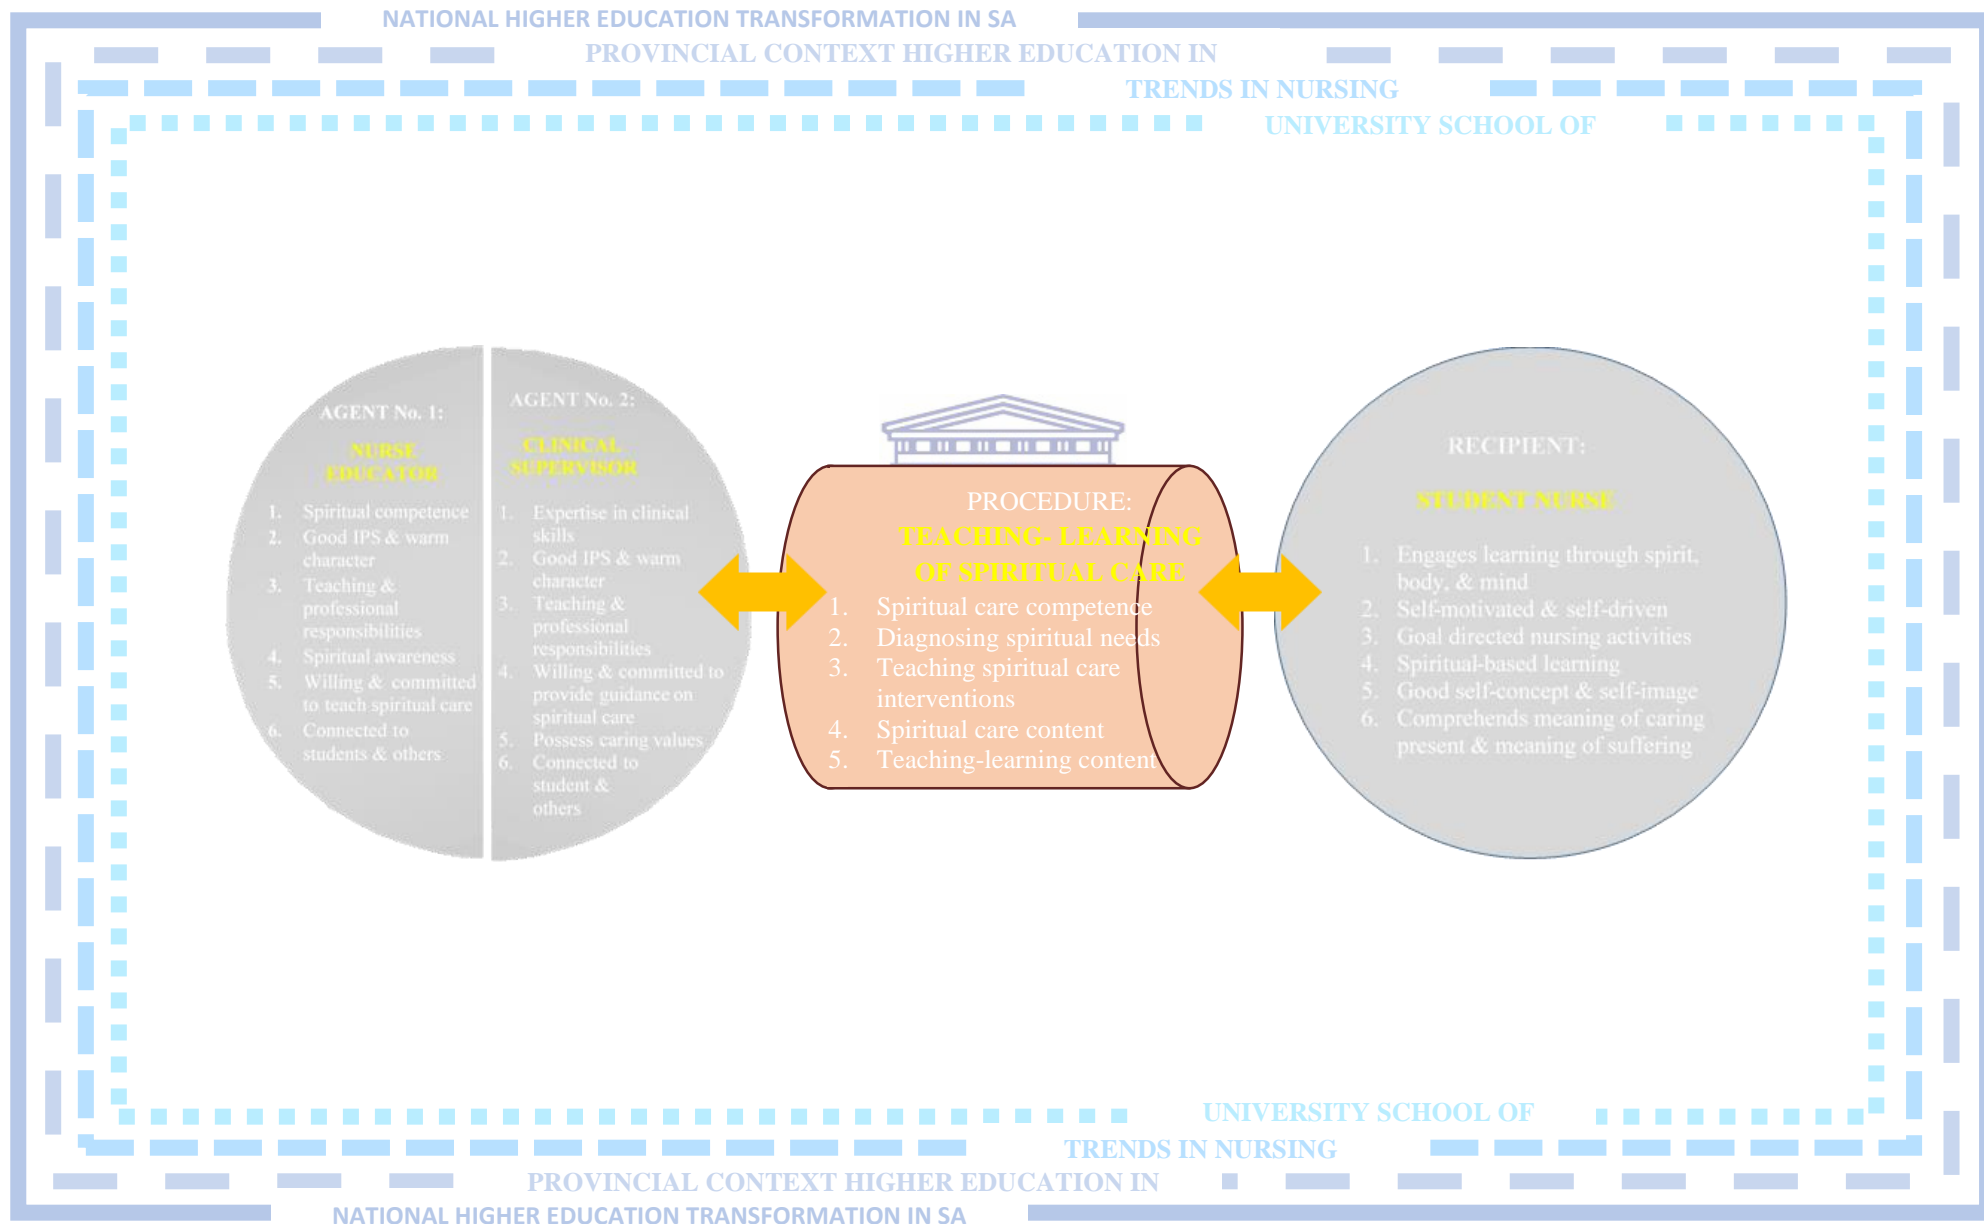 NATIONAL HIGHER EDUCATION TRANSFORMATION IN SA
PROVINCIAL CONTEXT HIGHER EDUCATION IN
TRENDS IN NURSING
UNIVERSITY SCHOOL OF
AGENT No. 1:
NURSE
EDUCATOR
1. Spiritual competence
2. Good IPS & warm
character
3. Teaching &
professional
responsibilities
4. Spiritual awareness
5. Willing & committed
to teach spiritual care
6. Connected to
students & others
AGENT No. 2:
CLINICAL
SUPERVISOR
1. Expertise in clinical
skills
2. Good IPS & warm
character
3. Teaching &
professional
responsibilities
4. Willing & committed to
provide guidance on
spiritual care
5. Possess caring values
6. Connected to
student &
others
PROCEDURE:
TEACHING- LEARNING
OF SPIRITUAL CARE
1. Spiritual care competence
2. Diagnosing spiritual needs
3. Teaching spiritual care
interventions
4. Spiritual care content
5. Teaching-learning content
RECIPIENT:
STUDENT NURSE
1. Engages learning through spirit,
body, & mind
2. Self-motivated & self-driven
3. Goal directed nursing activities
4. Spiritual-based learning
5. Good self-concept & self-image
6. Comprehends meaning of caring
present & meaning of suffering
UNIVERSITY SCHOOL OF
TRENDS IN NURSING
PROVINCIAL CONTEXT HIGHER EDUCATION IN
NATIONAL HIGHER EDUCATION TRANSFORMATION IN SA